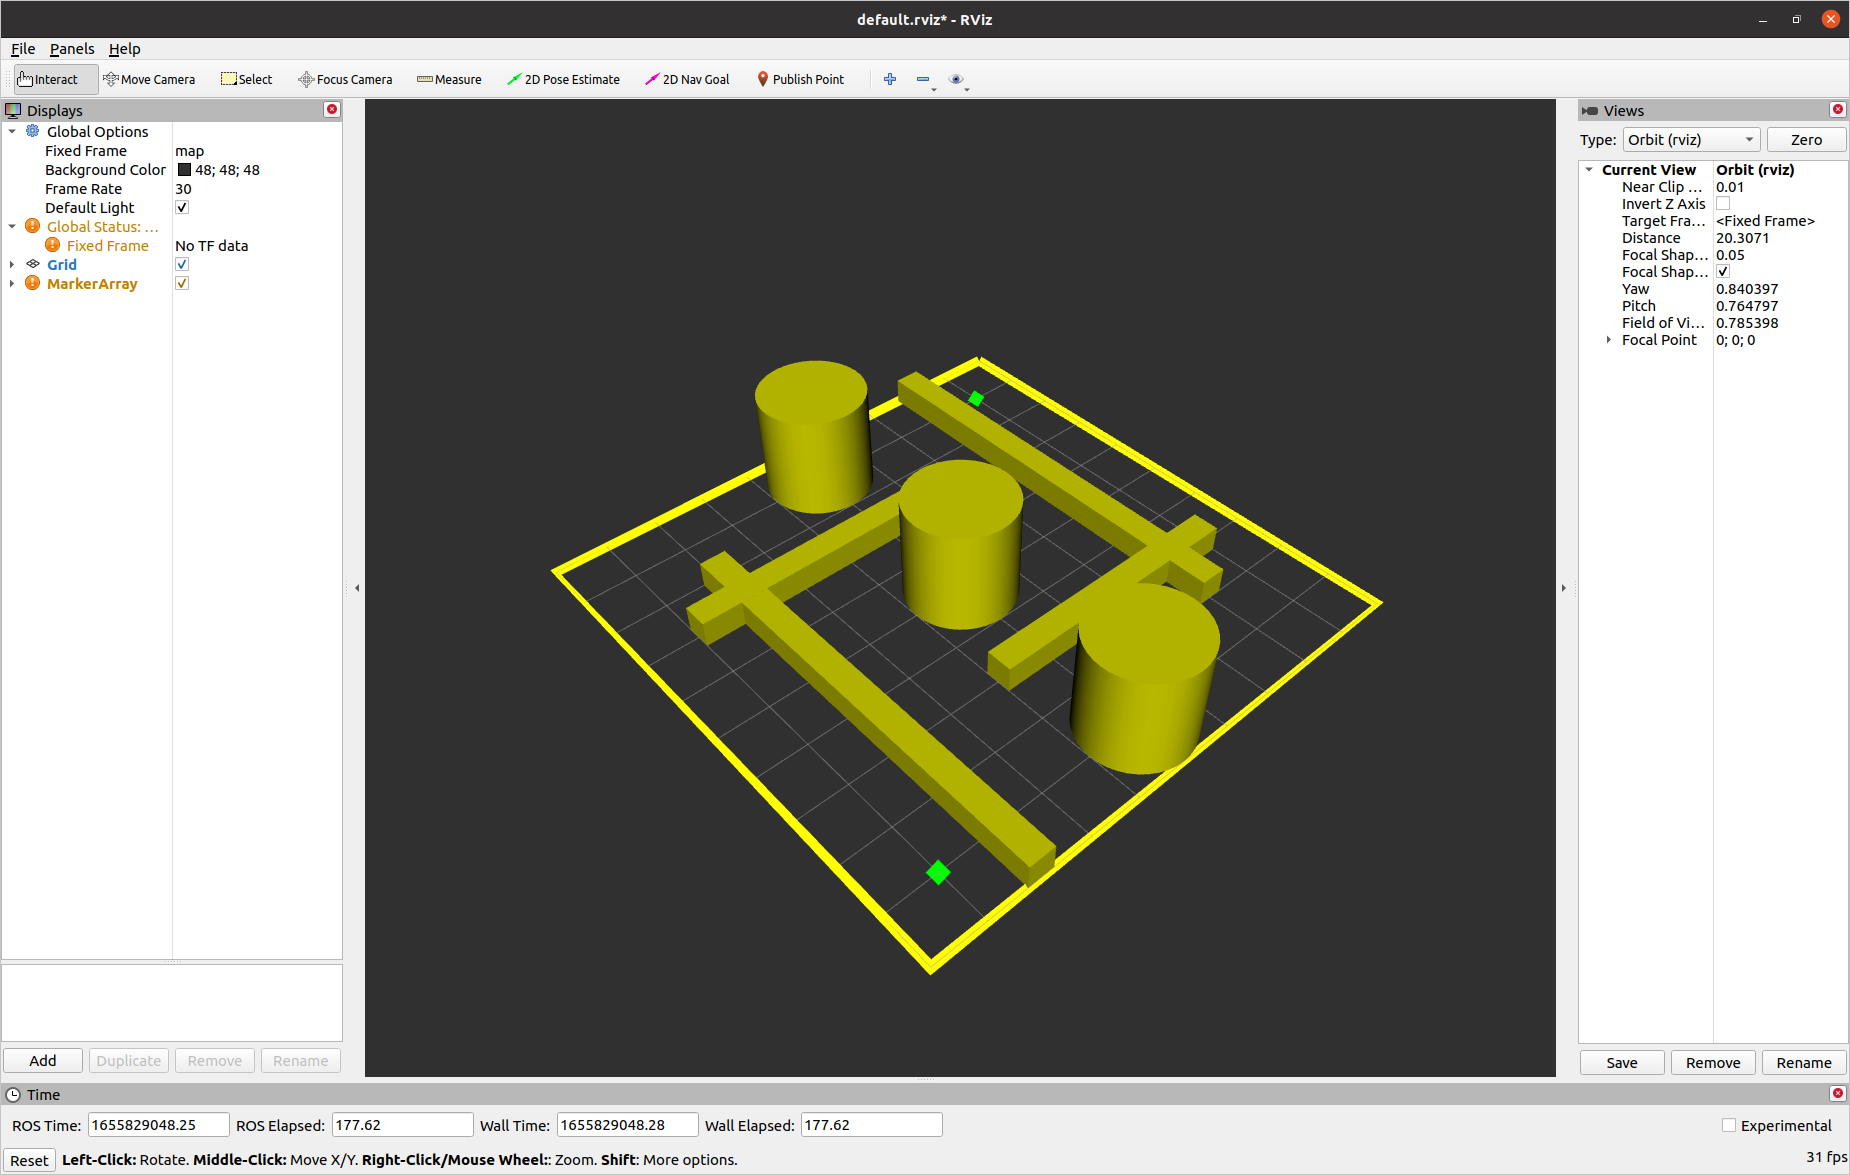 default.rviz* - RViz
File Panels Help
Interact Move Camera Select Focus Camera Measure 2D Pose Estimate 2D Nav Goal Publish Point
Displays
Global Options
Fixed Frame map
Background Color 48; 48; 48
Frame Rate 30
Default Light
Global Status: ...
Fixed Frame No TF data
Grid
MarkerArray
Add Duplicate Remove Rename
Views
Type: Orbit (rviz) Zero
Current View Orbit (rviz)
Near Clip ... 0.01
Invert Z Axis
Target Fra... <Fixed Frame>
Distance 20.3071
Focal Shap... 0.05
Focal Shap...
Yaw 0.840397
Pitch 0.764797
Field of Vi... 0.785398
Focal Point 0; 0; 0
Save Remove Rename
Time
ROS Time: 1655829048.25 ROS Elapsed: 177.62 Wall Time: 1655829048.28 Wall Elapsed: 177.62 Experimental
Reset Left-Click: Rotate. Middle-Click: Move X/Y. Right-Click/Mouse Wheel:: Zoom. Shift: More options. 31 fps